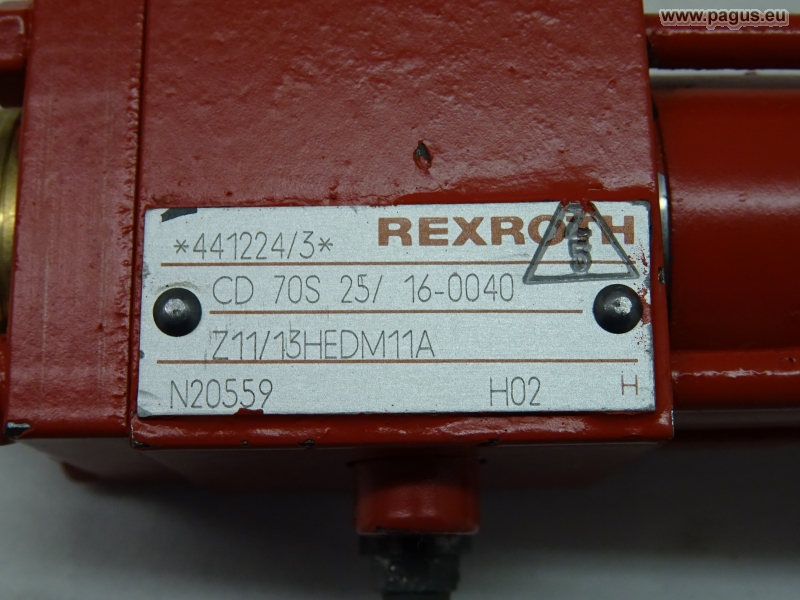 www.pagus.eu
*441224/3* REXROTH
CD 70S 25/ 16-0040
Z11/13HEDM11A
N20559 H02 H